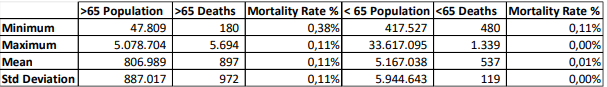 >65 Population >65 Deaths Mortality Rate % < 65 Population <65 Deaths Mortality Rate %
Minimum 47.809 180 0,38% 417.527 480 0,11%
Maximum 5.078.704 5.694 0,11% 33.617.095 1.339 0,00%
Mean 806.989 897 0,11% 5.167.038 537 0,01%
Std Deviation 887.017 972 0,11% 5.944.643 119 0,00%